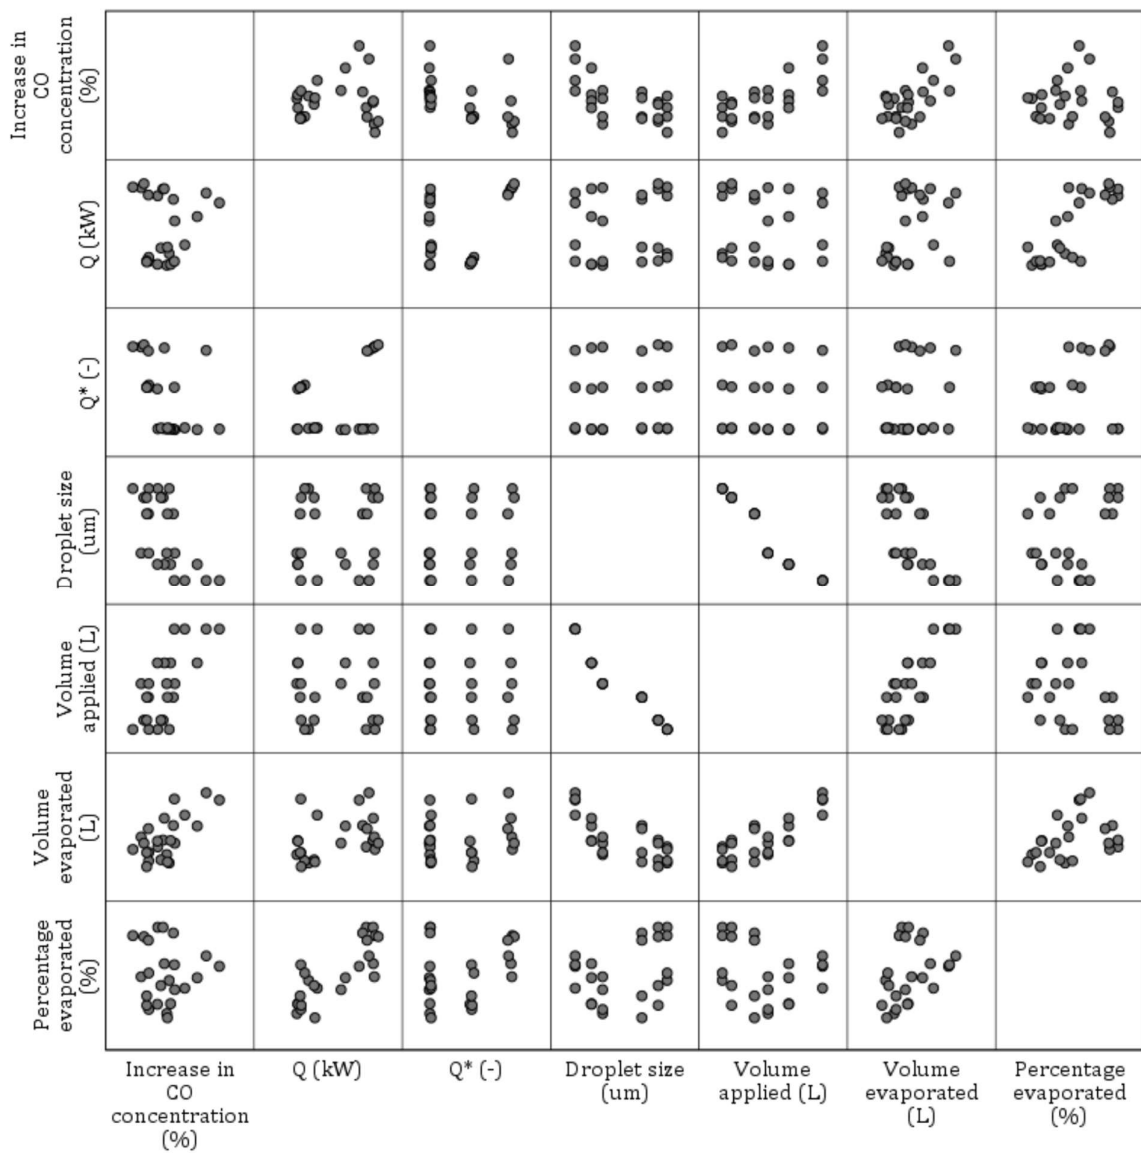 Increase in
CO
concentration
(%)
Q (kW)
Q* (-)
Droplet size
(um)
Volume
applied (L)
Volume
evaporated
(L)
Percentage
evaporated
(%)
Increase in
CO
concentration
(%)
Q (kW)
Q* (-)
Droplet size
(um)
Volume
applied (L)
Volume
evaporated
(L)
Percentage
evaporated
(%)